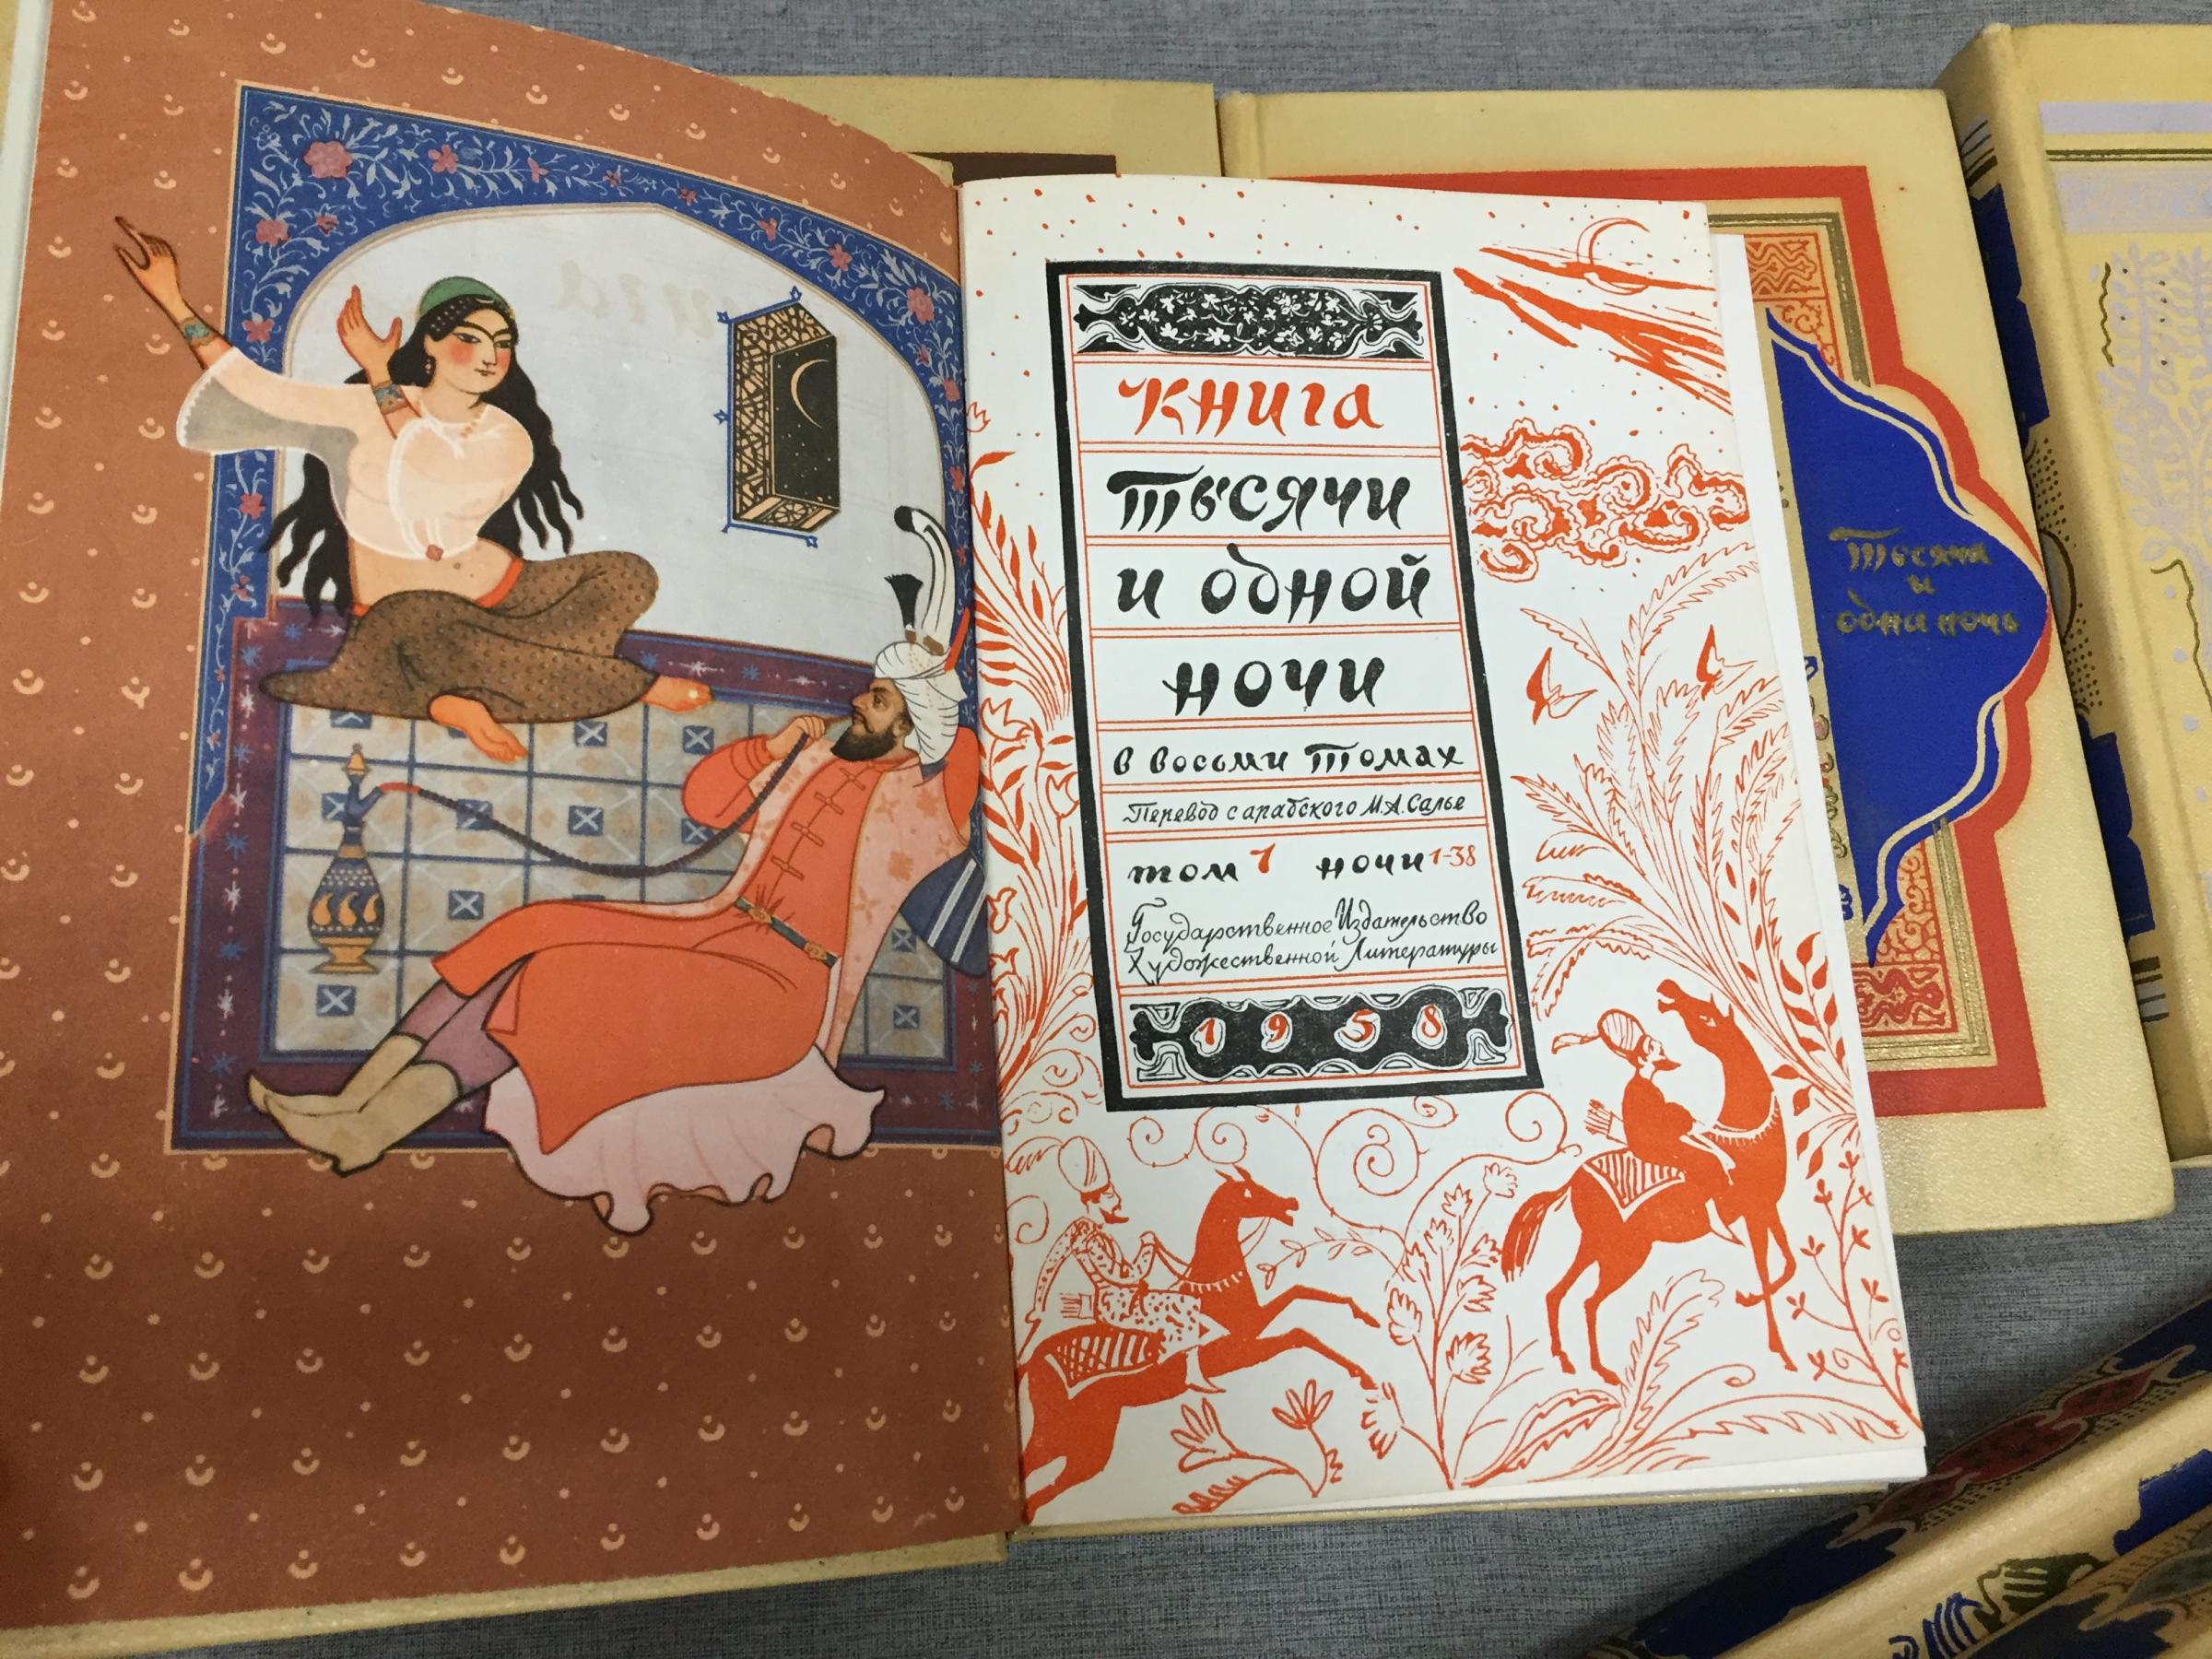 Книга
тысячи
и одной
ночи
в восьми томах
Перевод с арабского М.А. Салье
том 1 ночи 1-38
Государственное Издательство
Художественной Литературы
1958
Тысяча
и
одна ночь